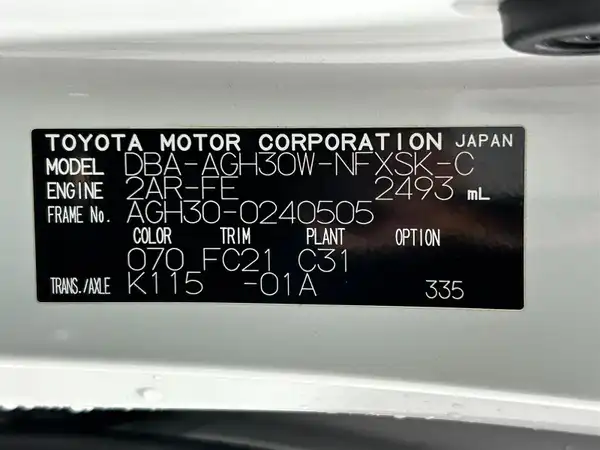 TOYOTA MOTOR CORPORATION JAPAN
MODEL DBA-AGH30W-NFXSK-C
ENGINE 2AR-FE 2493 mL
FRAME No. AGH30-0240505
COLOR TRIM PLANT OPTION
070 FC21 C31
TRANS./AXLE K115 -01A 335